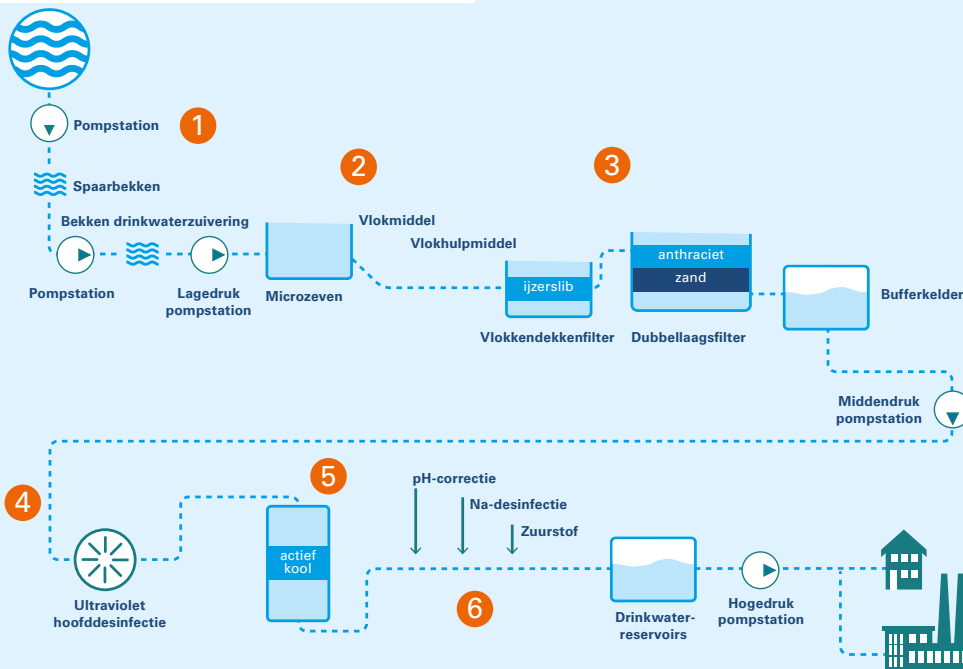 Pompstation
1
Spaarbekken
2
3
Bekken drinkwaterzuivering
Vlokmiddel
Vlokhulpmiddel
Pompstation
Lagedruk
pompstation
Microzeven
ijzerslib
Vlokkendekkenfilter
anthraciet
zand
Dubbellaagsfilter
Bufferkelder
Middendruk
pompstation
4
Ultraviolet
hoofddesinfectie
5
actief
kool
pH-correctie
Na-desinfectie
Zuurstof
6
Drinkwater-
reservoirs
Hogedruk
pompstation